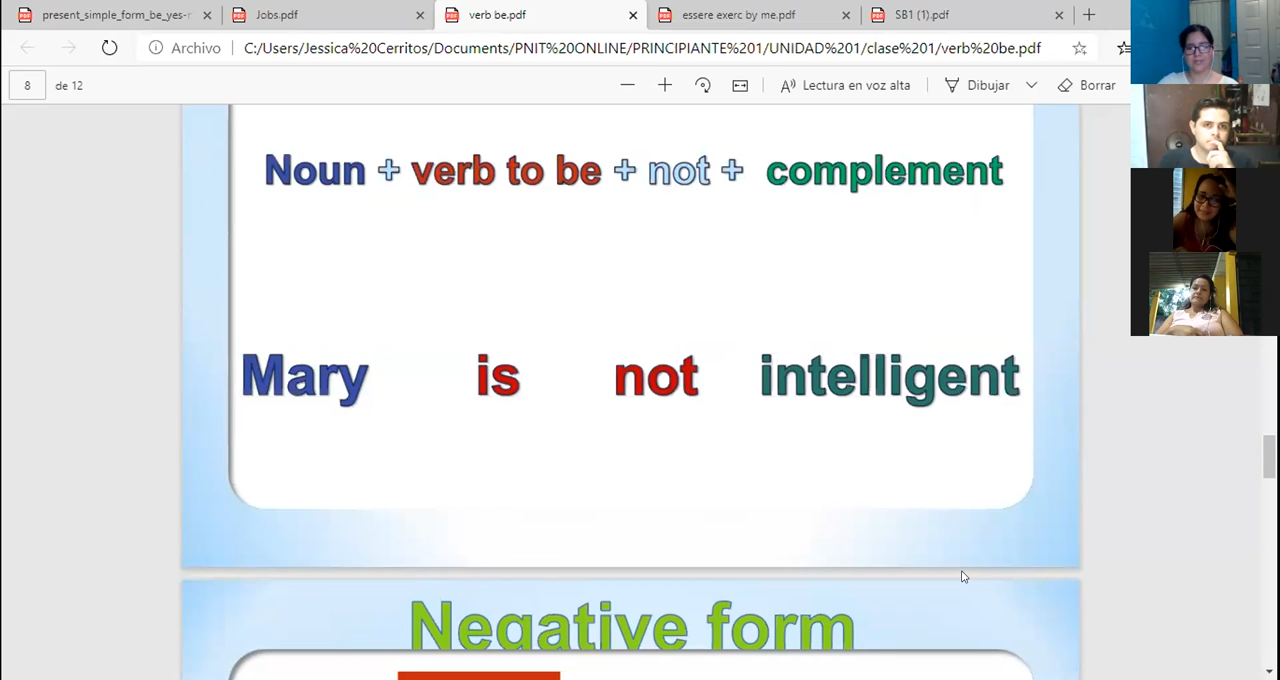 present_simple_form_be_yes-r
Jobs.pdf
verb be.pdf
essere exerc by me.pdf
SB1 (1).pdf
Archivo
C:/Users/Jessica%20Cerritos/Documents/PNIT%20ONLINE/PRINCIPIANTE%201/UNIDAD%201/clase%201/verb%20be.pdf
8 de 12
Lectura en voz alta
Dibujar
Borrar
Noun + verb to be + not + complement
Mary is not intelligent
Negative form